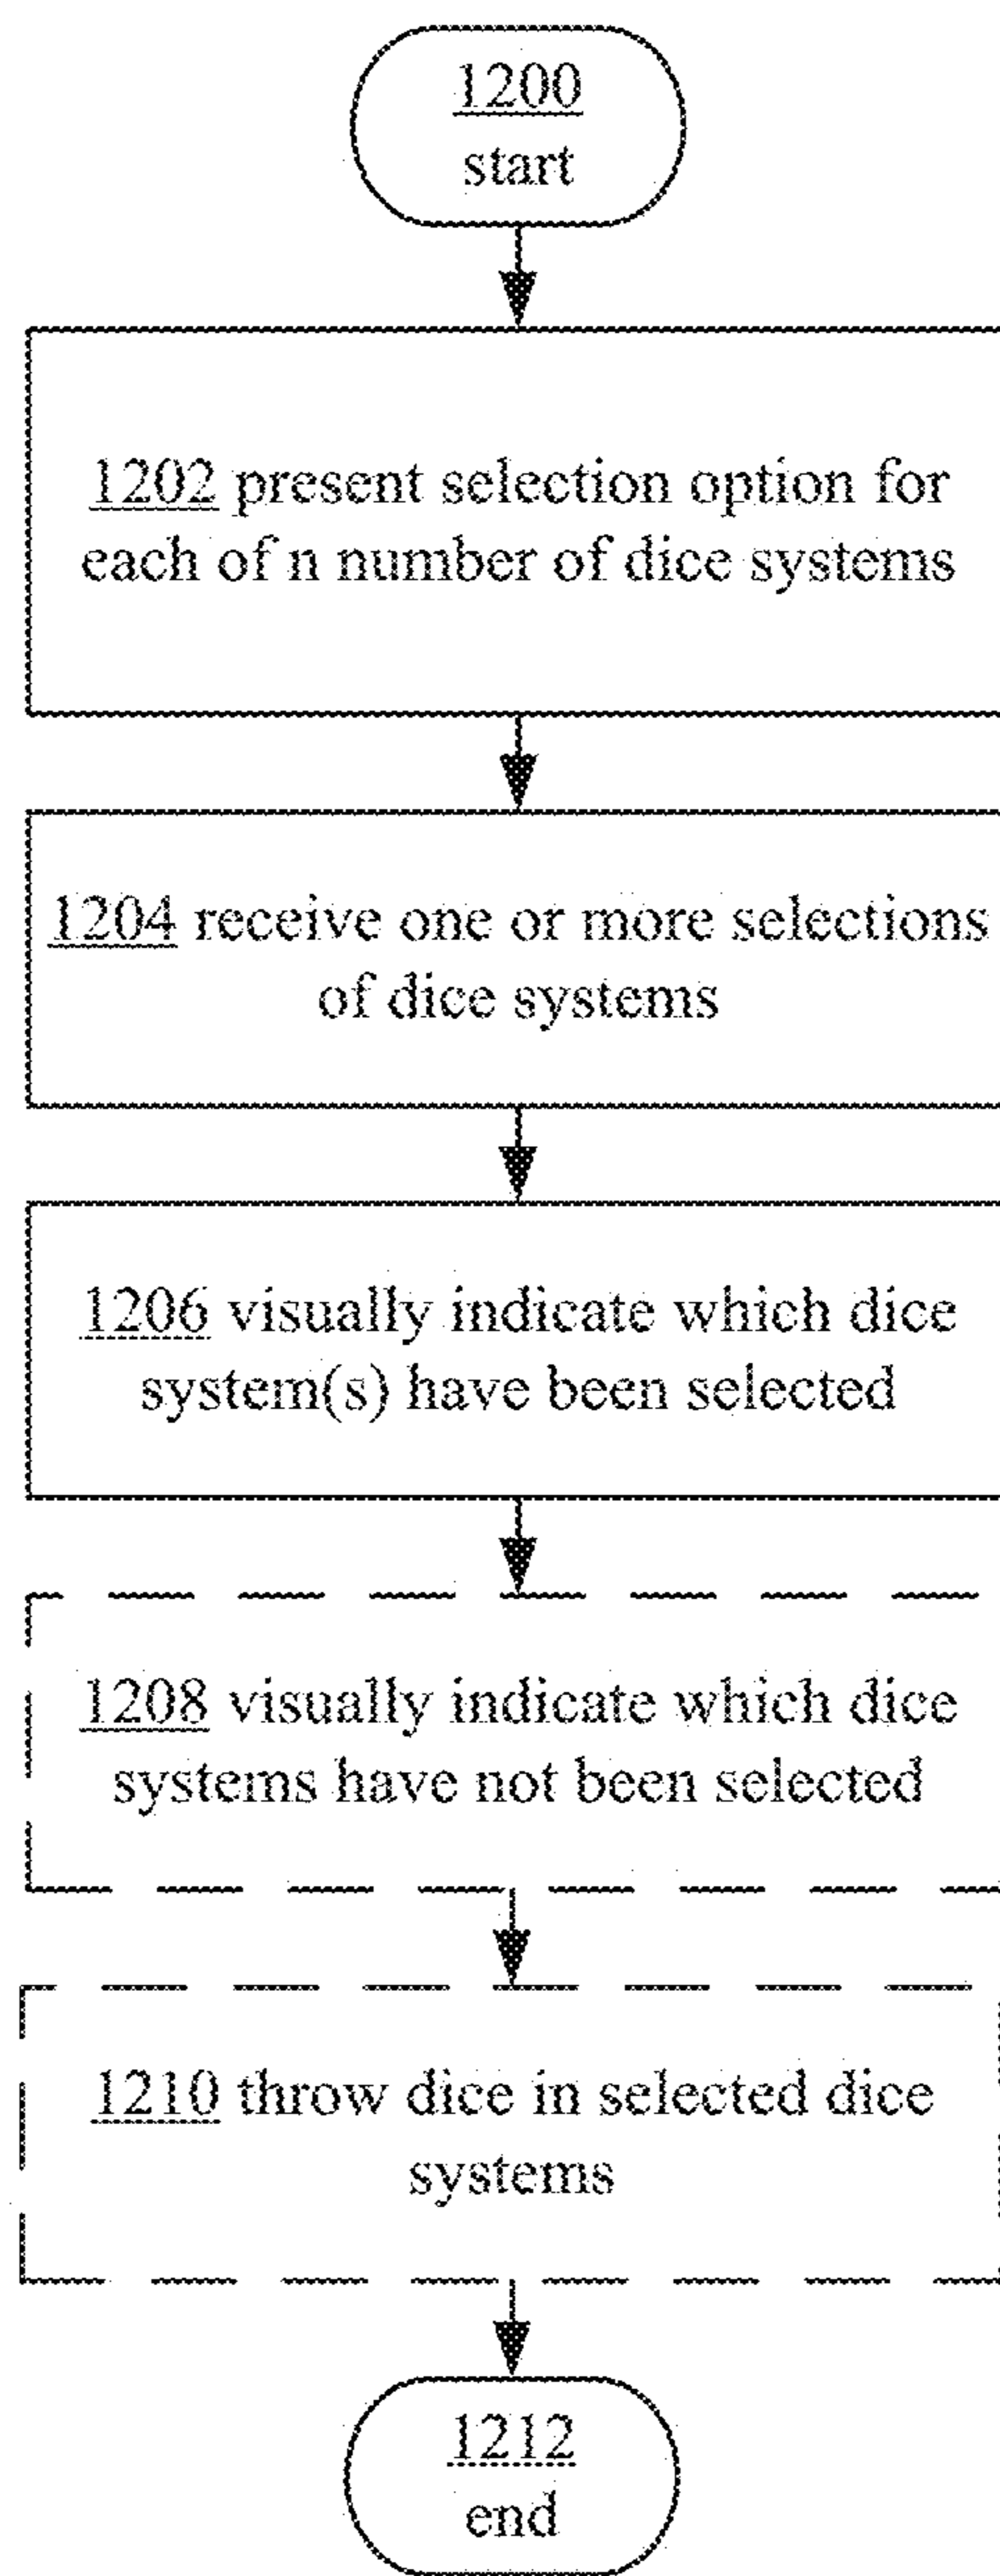 1200
start
1202 present selection option for
each of n number of dice systems
1204 receive one or more selections
of dice systems
1206 visually indicate which dice
system(s) have been selected
1208 visually indicate which dice
systems have not been selected
1210 throw dice in selected dice
systems
1212
end